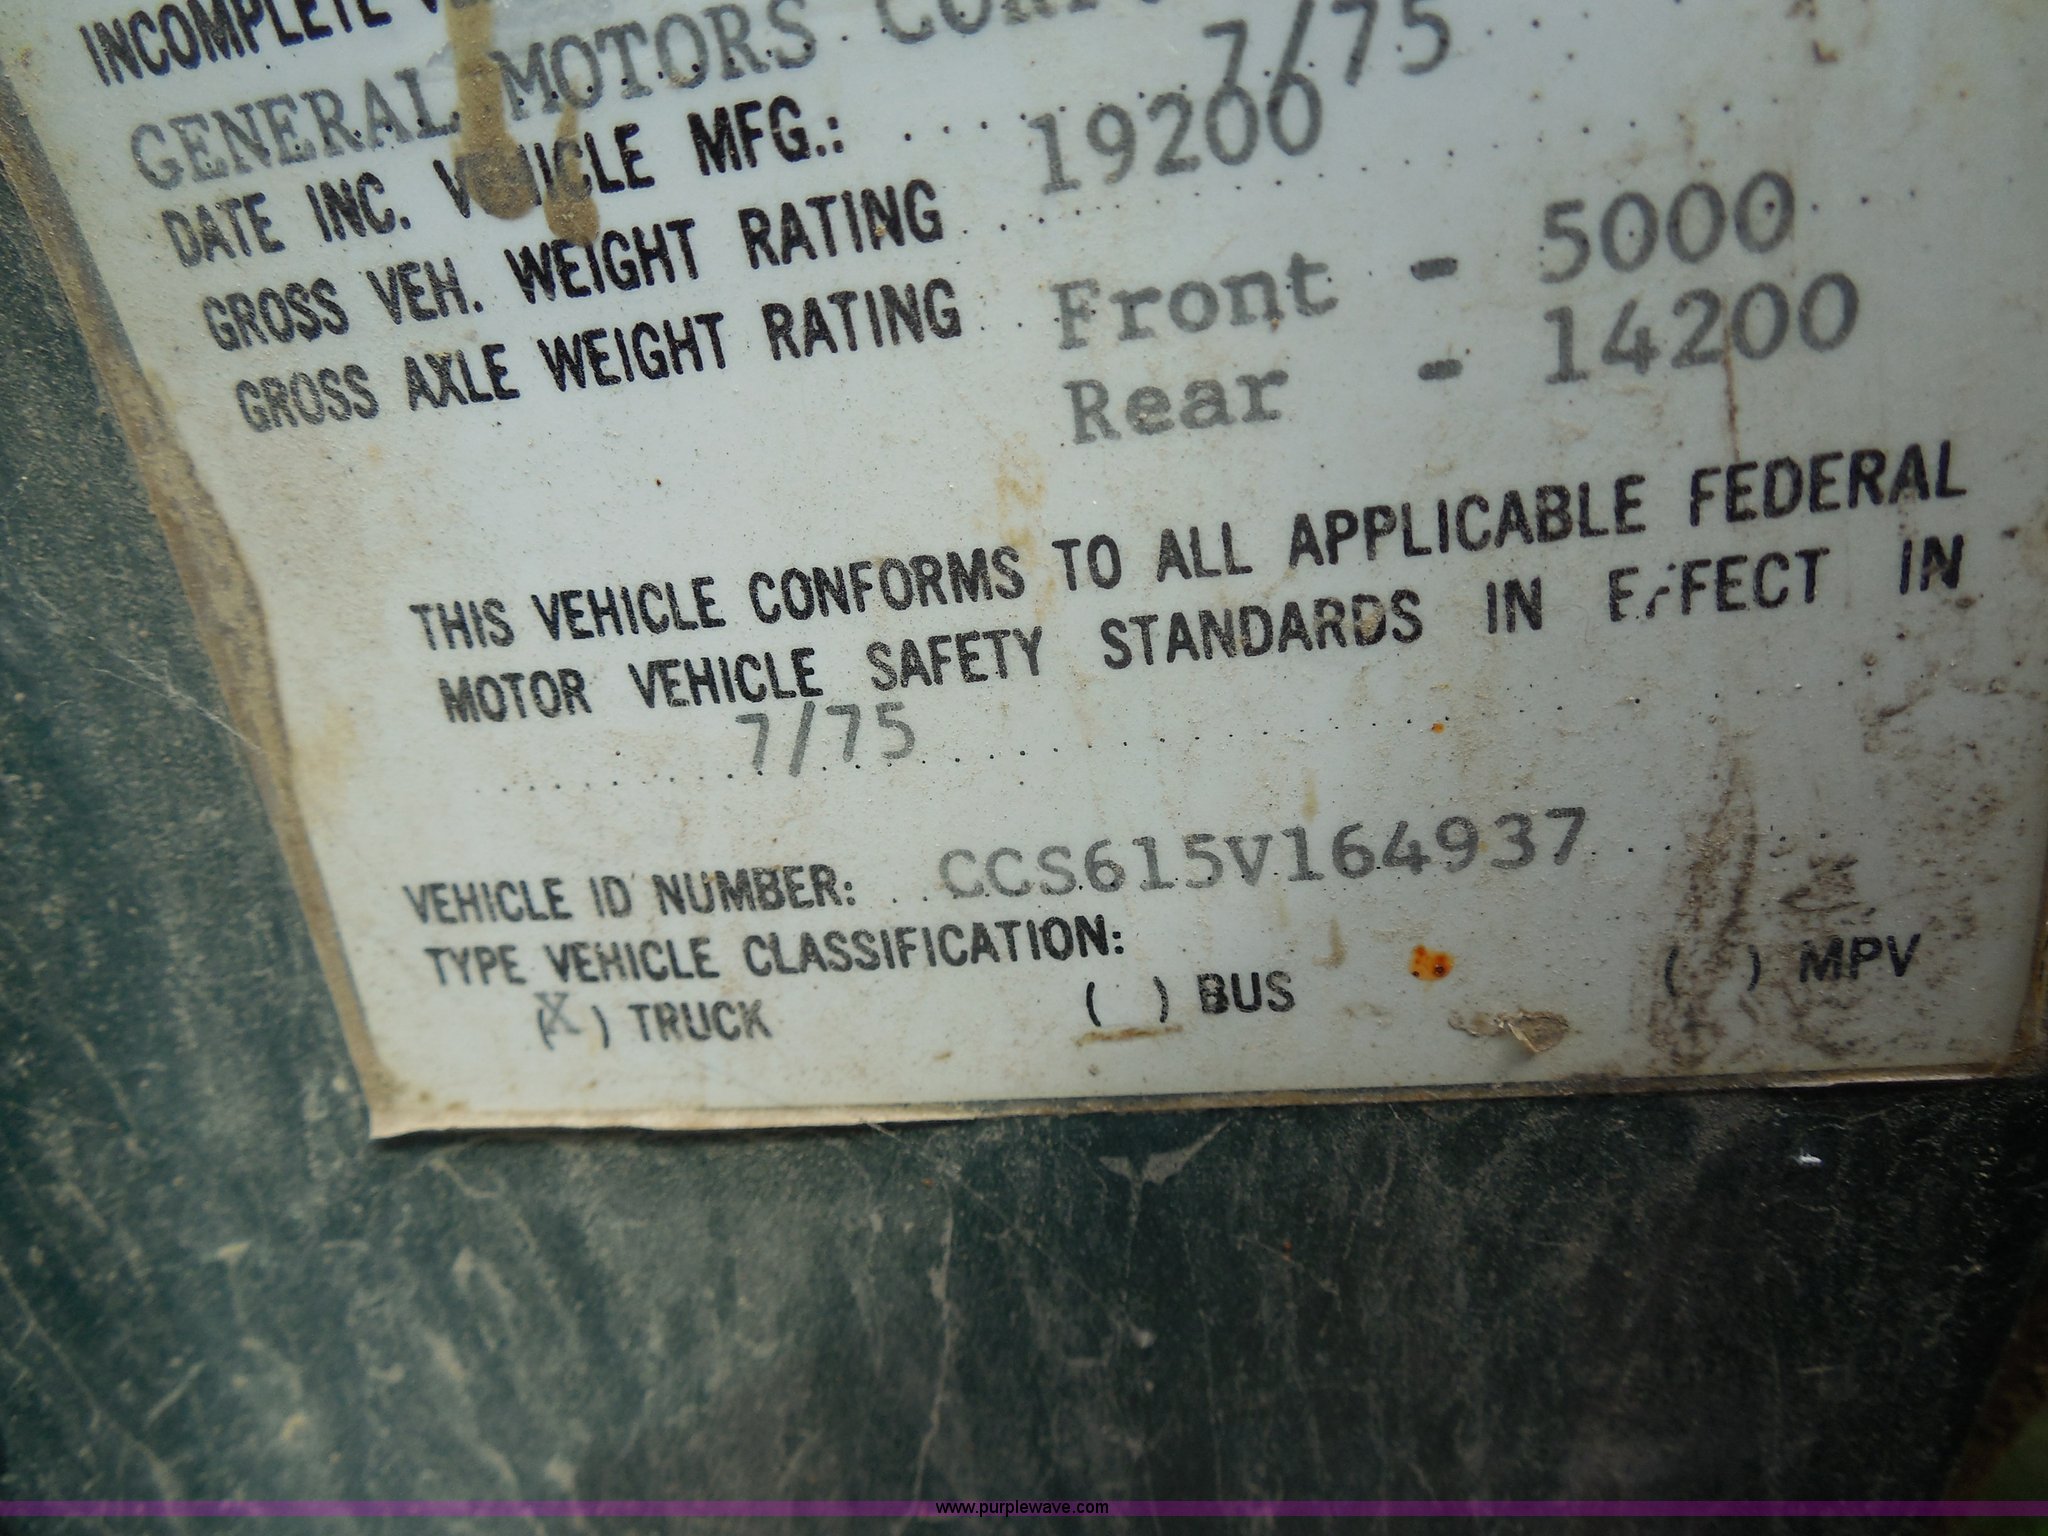 INCOMPLETE
GENERAL MOTORS
DATE INC. VEHICLE MFG.: 7/75
GROSS VEH. WEIGHT RATING 19200
GROSS AXLE WEIGHT RATING Front - 5000
Rear - 14200
THIS VEHICLE CONFORMS TO ALL APPLICABLE FEDERAL
MOTOR VEHICLE SAFETY STANDARDS IN EFFECT IN
7/75
VEHICLE ID NUMBER: CCS615V164937
TYPE VEHICLE CLASSIFICATION:
(X) TRUCK ( ) BUS ( ) MPV
www.purplewave.com